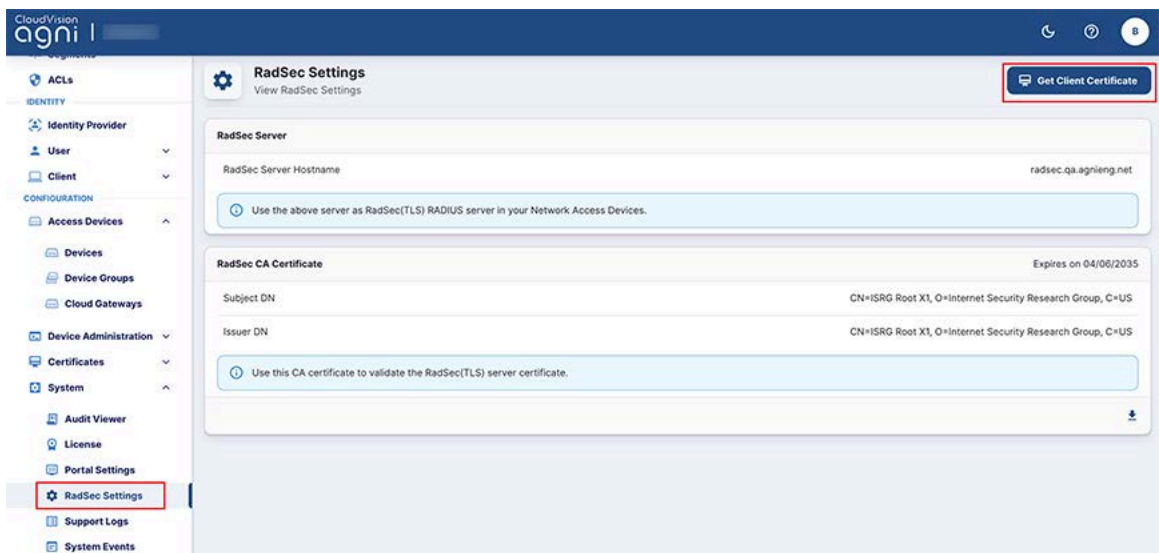 CloudVision
agni
B
Segments
ACLs
IDENTITY
Identity Provider
User
Client
CONFIGURATION
Access Devices
Devices
Device Groups
Cloud Gateways
Device Administration
Certificates
System
Audit Viewer
License
Portal Settings
RadSec Settings
Support Logs
System Events
RadSec Settings
View RadSec Settings
Get Client Certificate
RadSec Server
RadSec Server Hostname radsec.qa.agnieng.net
Use the above server as RadSec(TLS) RADIUS server in your Network Access Devices.
RadSec CA Certificate Expires on 04/06/2035
Subject DN CN=ISRG Root X1, O=Internet Security Research Group, C=US
Issuer DN CN=ISRG Root X1, O=Internet Security Research Group, C=US
Use this CA certificate to validate the RadSec(TLS) server certificate.